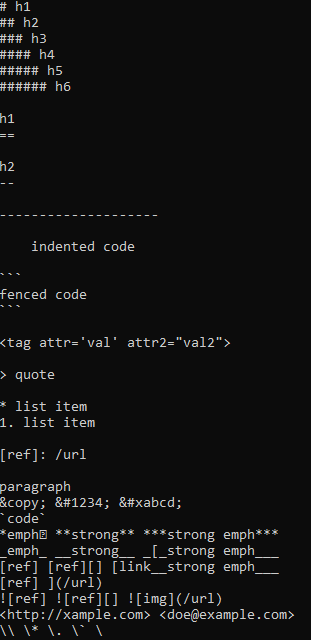 # h1
## h2
### h3
#### h4
##### h5
###### h6

h1
==

h2
--

--------------------

    indented code

```
fenced code
```

<tag attr='val' attr2="val2">

> quote

* list item
1. list item

[ref]: /url

paragraph
&copy; &#1234; &#xabcd;
`code`
*emph⍰ **strong** ***strong emph***
_emph_ __strong__ _[_strong emph___
[ref] [ref][] [link__strong emph___
[ref] ](/url)
![ref] ![ref][] ![img](/url)
<http://xample.com> <doe@example.com>
\\ \* \. \` \